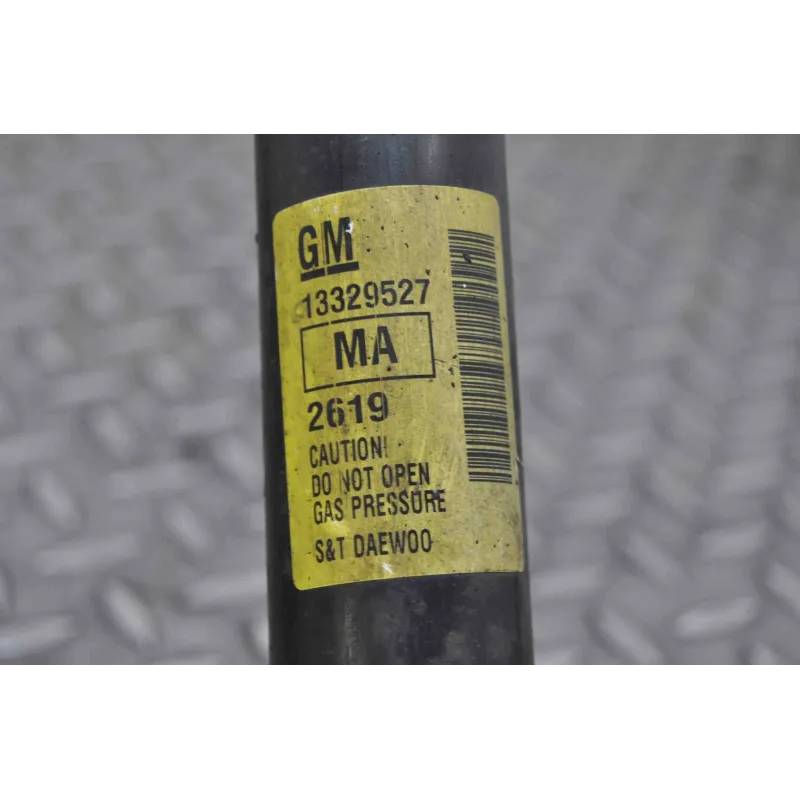 GM
13329527
MA
2619
CAUTION!
DO NOT OPEN
GAS PRESSURE
S&T DAEWOO